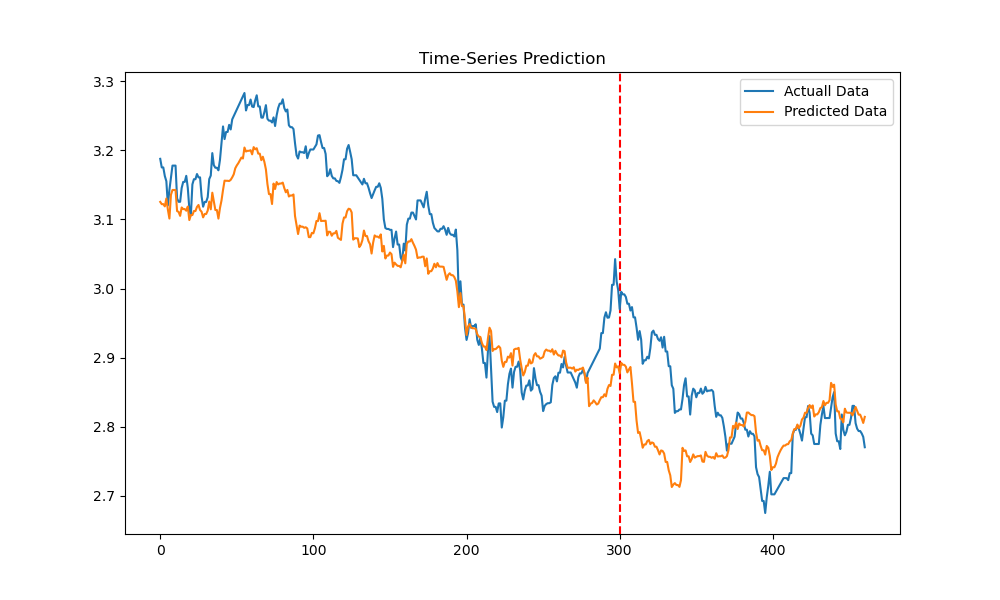 Time-Series Prediction
Actuall Data
Predicted Data
3.3
3.2
3.1
3.0
2.9
2.8
2.7
0 100 200 300 400